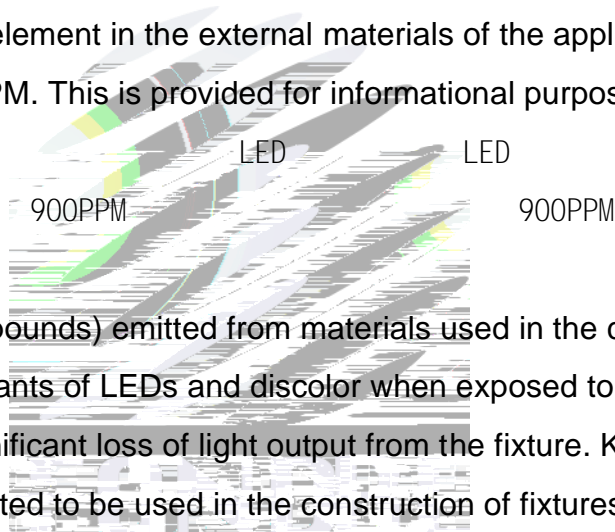 element in the external materials of the appl
PM. This is provided for informational purpos
LED LED
900PPM 900PPM
ounds) emitted from materials used in the c
ants of LEDs and discolor when exposed to
nificant loss of light output from the fixture. K
ted to be used in the construction of fixtures